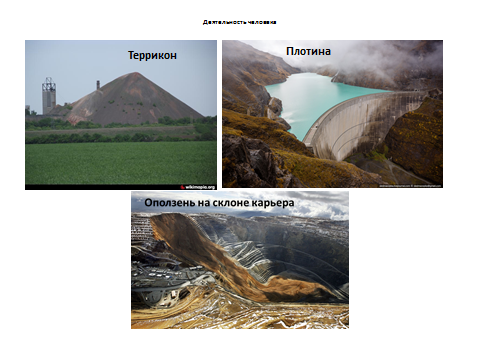 Деятельность человека
Террикон
Плотина
wikimapia.org
Оползень на склоне карьера